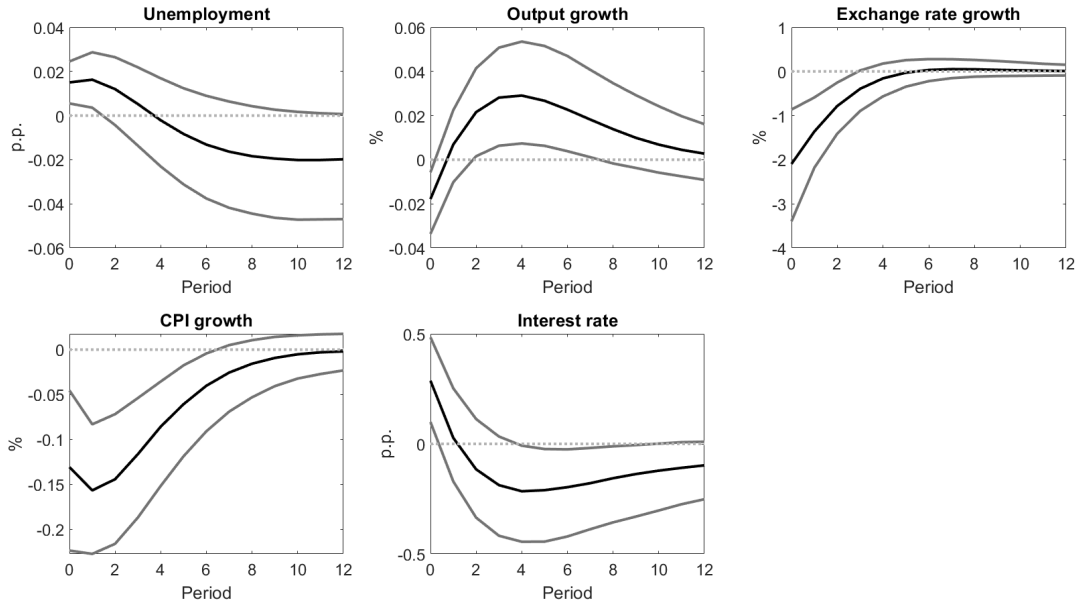 Unemployment
0.04
0.02
0
-0.02
-0.04
-0.06
p.p.
0 2 4 6 8 10 12
Period
Output growth
0.06
0.04
0.02
0
-0.02
-0.04
%
0 2 4 6 8 10 12
Period
Exchange rate growth
1
0
-1
-2
-3
-4
%
0 2 4 6 8 10 12
Period
CPI growth
0
-0.05
-0.1
-0.15
-0.2
%
0 2 4 6 8 10 12
Period
Interest rate
0.5
0
-0.5
p.p.
0 2 4 6 8 10 12
Period